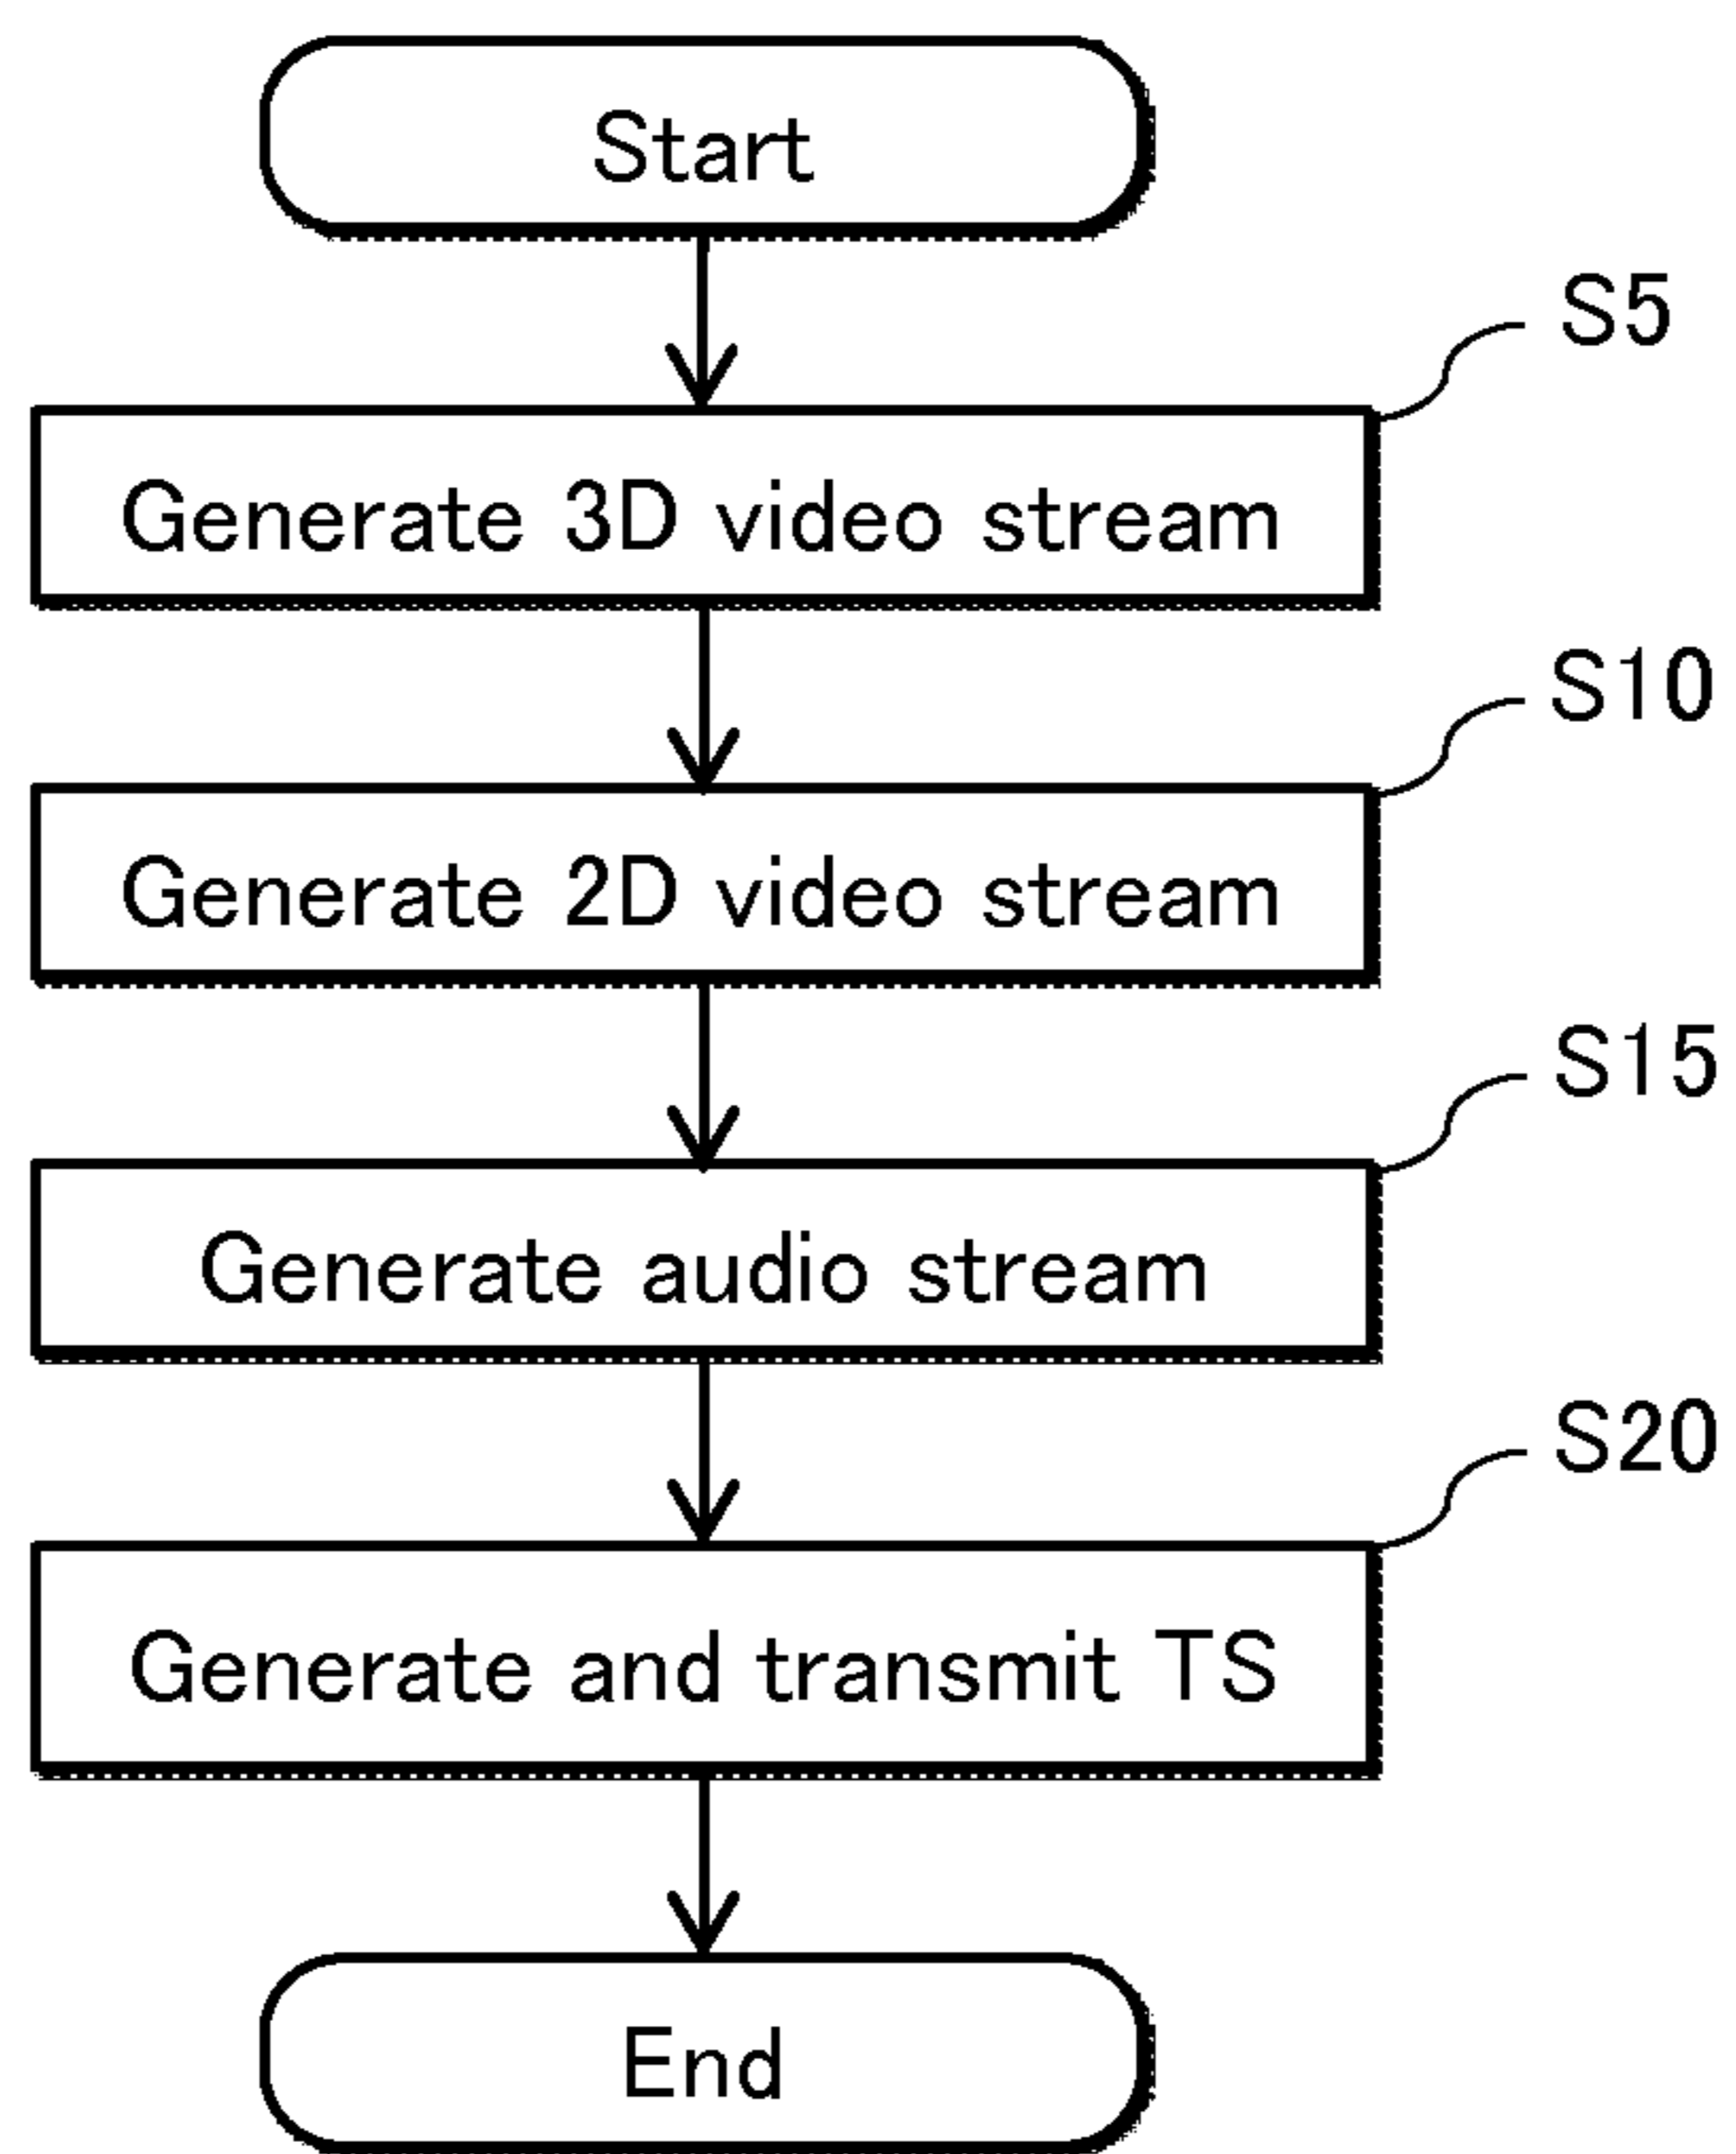 Start
S5
Generate 3D video stream
S10
Generate 2D video stream
S15
Generate audio stream
S20
Generate and transmit TS
End